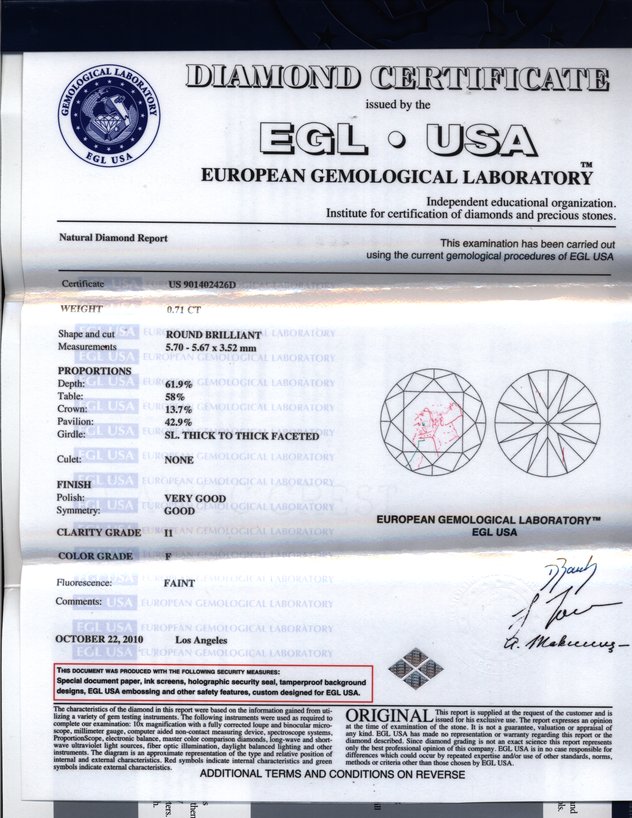 GEMOLOGICAL LABORATORY
EGL USA
DIAMOND CERTIFICATE
issued by the
EGL • USA
EUROPEAN GEMOLOGICAL LABORATORY™
Independent educational organization.
Institute for certification of diamonds and precious stones.
Natural Diamond Report
This examination has been carried out
using the current gemological procedures of EGL USA
Certificate US 901402426D
WEIGHT 0.71 CT
Shape and cut ROUND BRILLIANT
Measurements 5.70 - 5.67 x 3.52 mm
PROPORTIONS
Depth: 61.9%
Table: 58%
Crown: 13.7%
Pavilion: 42.9%
Girdle: SL. THICK TO THICK FACETED
Culet: NONE
FINISH
Polish: VERY GOOD
Symmetry: GOOD
EUROPEAN GEMOLOGICAL LABORATORY™
EGL USA
CLARITY GRADE I1
COLOR GRADE F
Fluorescence: FAINT
Comments:
EGL USA EUROPEAN GEMOLOGICAL LABORATORY
OCTOBER 22, 2010 Los Angeles
THIS DOCUMENT WAS PRODUCED WITH THE FOLLOWING SECURITY MEASURES:
Special document paper, ink screens, holographic security seal, tamperproof background
designs, EGL USA embossing and other safety features, custom designed for EGL USA.
The characteristics of the diamond in this report were based on the information gained from uti-
lizing a variety of gem testing instruments. The following instruments were used as required to
complete our examination: 10x magnification with a fully corrected loupe and binocular micro-
scope, millimeter gauge, computer aided non-contact measuring device, spectroscope systems,
ProportionScope, electronic balance, master color comparison diamonds, long-wave and short-
wave ultraviolet light sources, fiber optic illumination, daylight balanced lighting and other
instruments. The diagram is an approximate representation of the type and relative position of
internal and external characteristics. Red symbols indicate internal characteristics and green
symbols indicate external characteristics.
ORIGINAL This report is supplied at the request of the customer and is
issued for his exclusive use. The report expresses an opinion
at the time of examination of the stone. It is not a guarantee, valuation or appraisal of
any kind. EGL USA has made no representation or warranty regarding this report or the
diamond described. Since diamond grading is not an exact science this report represents
only the best professional opinion of this company. EGL USA is in no case responsible for
differences which could occur by repeated expertise and/or use of other standards, norms,
methods or criteria other than those chosen by EGL USA.
ADDITIONAL TERMS AND CONDITIONS ON REVERSE